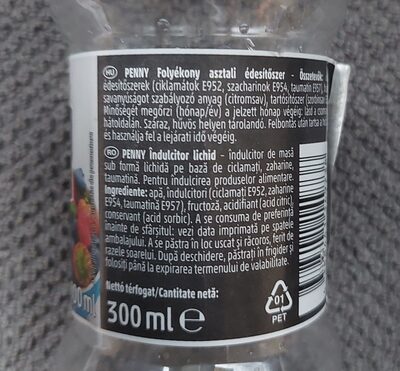 HU PENNY Folyékony asztali édesítőszer - Összetevők:
édesítőszerek (ciklamátok E952, szacharinok E954, taumatin E957),
savanyúságot szabályozó anyag (citromsav), tartósítószer
Minőségét megőrzi (hónap/év) a jelzett hónap végéig: lásd a
hátoldalán. Száraz, hűvös helyen tárolandó. Felbontás után tartsa a
és használja fel a lejárati idő végéig.
RO PENNY Îndulcitor lichid - îndulcitor de masă
sub formă lichidă pe bază de ciclamați, zaharine,
taumatină. Pentru îndulcirea produselor alimentare.
Ingrediente: apă, îndulcitori (ciclamați E952, zaharine
E954, taumatină E957), fructoză, acidifiant (acid citric),
conservant (acid sorbic). A se consuma de preferință
înainte de sfârșitul: vezi data imprimată pe spatele
ambalajului. A se păstra în loc uscat și răcoros, ferit de
razele soarelui. După deschidere, păstrați în frigider și
folosiți până la expirarea termenului de valabilitate.
Nettó térfogat/Cantitate netă:
300 ml e
01
PET